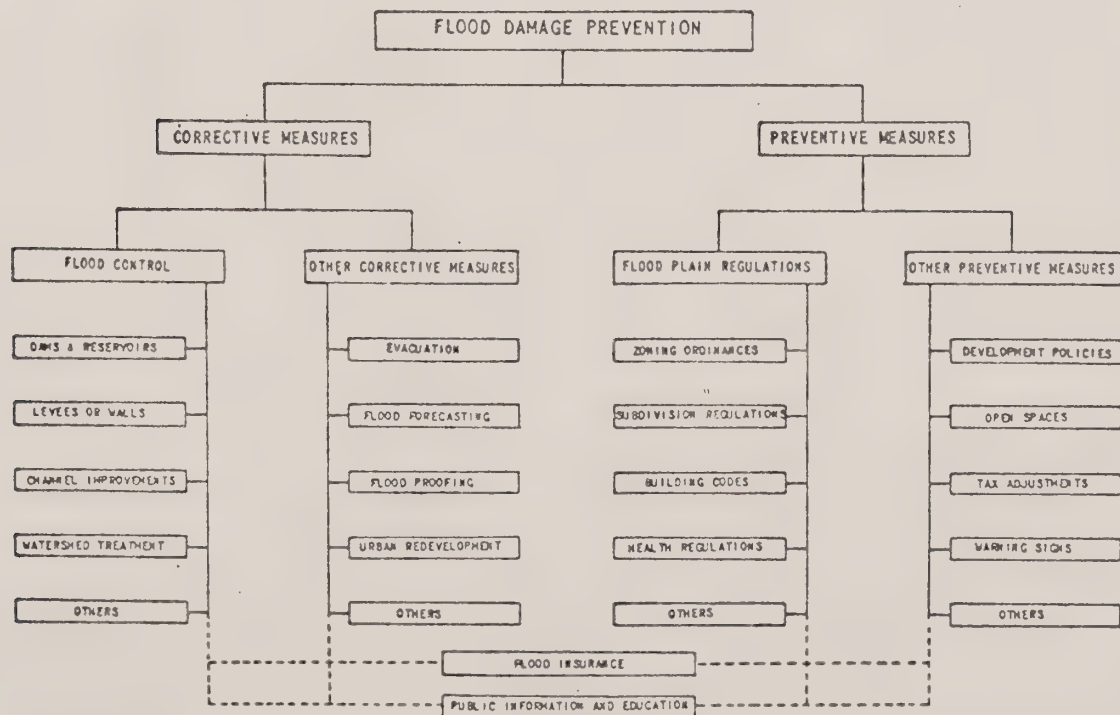 FLOOD DAMAGE PREVENTION
CORRECTIVE MEASURES
PREVENTIVE MEASURES
FLOOD CONTROL
OTHER CORRECTIVE MEASURES
FLOOD PLAIN REGULATIONS
OTHER PREVENTIVE MEASURES
DAMS & RESERVOIRS
LEVEES OR WALLS
CHANNEL IMPROVEMENTS
WATERSHED TREATMENT
OTHERS
EVACUATION
FLOOD FORECASTING
FLOOD PROOFING
URBAN REDEVELOPMENT
OTHERS
ZONING ORDINANCES
SUBDIVISION REGULATIONS
BUILDING CODES
HEALTH REGULATIONS
OTHERS
DEVELOPMENT POLICIES
OPEN SPACES
TAX ADJUSTMENTS
WARNING SIGNS
OTHERS
FLOOD INSURANCE
PUBLIC INFORMATION AND EDUCATION